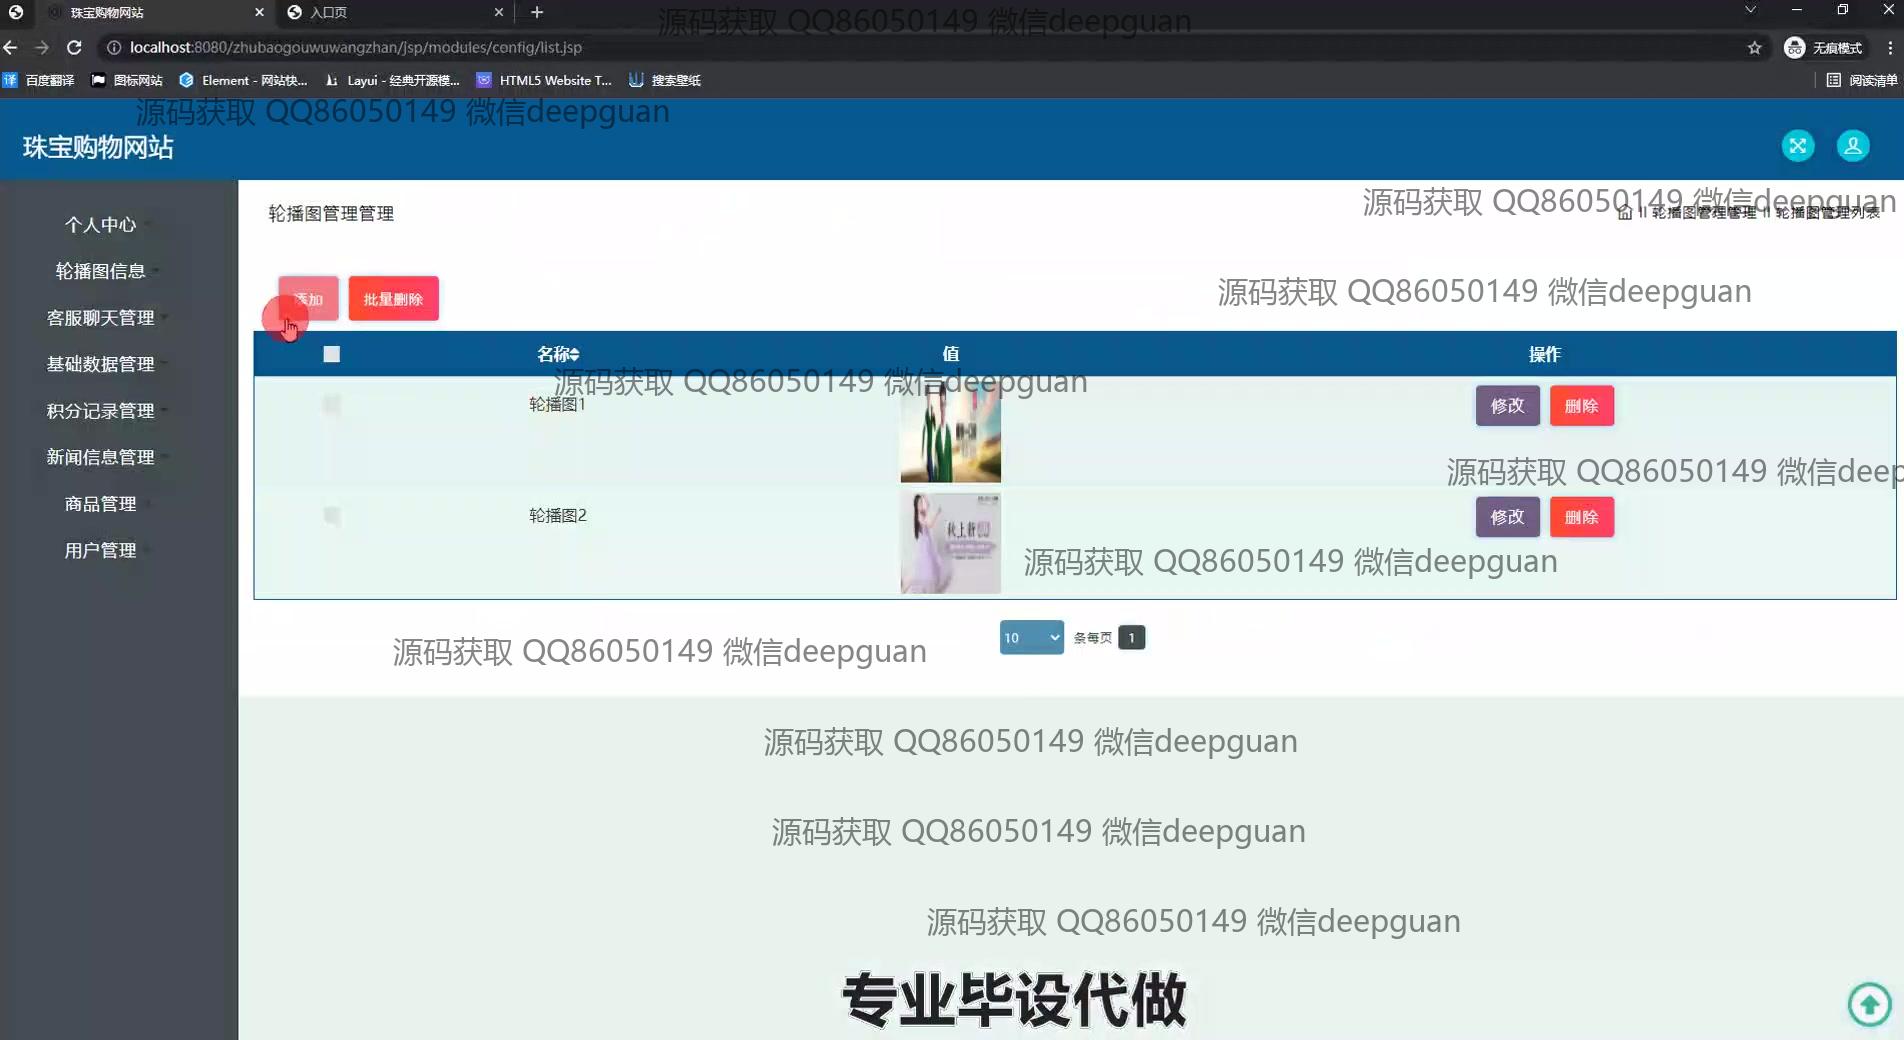 珠宝购物网站
入口页
源码获取 QQ86050149 微信deepguan
localhost:8080/zhubaogouwuwangzhan/jsp/modules/config/list.jsp
无痕模式
百度翻译
图标网站
Element - 网站快...
Layui - 经典开源模...
HTML5 Website T...
搜索壁纸
阅读清单
源码获取 QQ86050149 微信deepguan
珠宝购物网站
个人中心
轮播图信息
客服聊天管理
基础数据管理
积分记录管理
新闻信息管理
商品管理
用户管理
轮播图管理管理
源码获取 QQ86050149 微信deepguan
轮播图管理管理 轮播图管理列表
添加
批量删除
源码获取 QQ86050149 微信deepguan
名称
值
操作
源码获取 QQ86050149 微信deepguan
轮播图1
修改
删除
源码获取 QQ86050149 微信deep
轮播图2
秋上新
修改
删除
源码获取 QQ86050149 微信deepguan
10
条每页
1
源码获取 QQ86050149 微信deepguan
源码获取 QQ86050149 微信deepguan
源码获取 QQ86050149 微信deepguan
源码获取 QQ86050149 微信deepguan
专业毕设代做